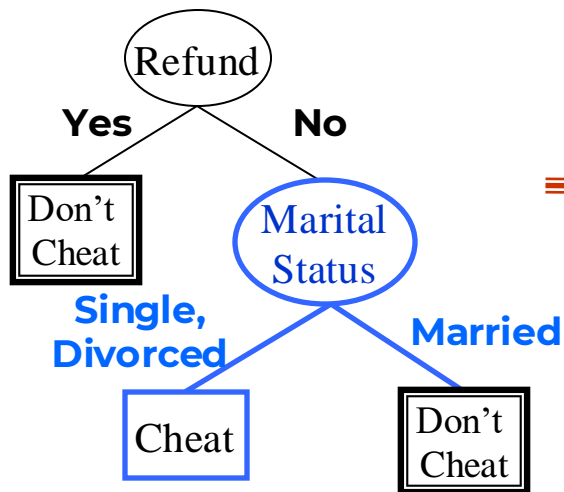 Refund
Yes
No
Don't
Cheat
Marital
Status
Single,
Divorced
Married
Cheat
Don't
Cheat